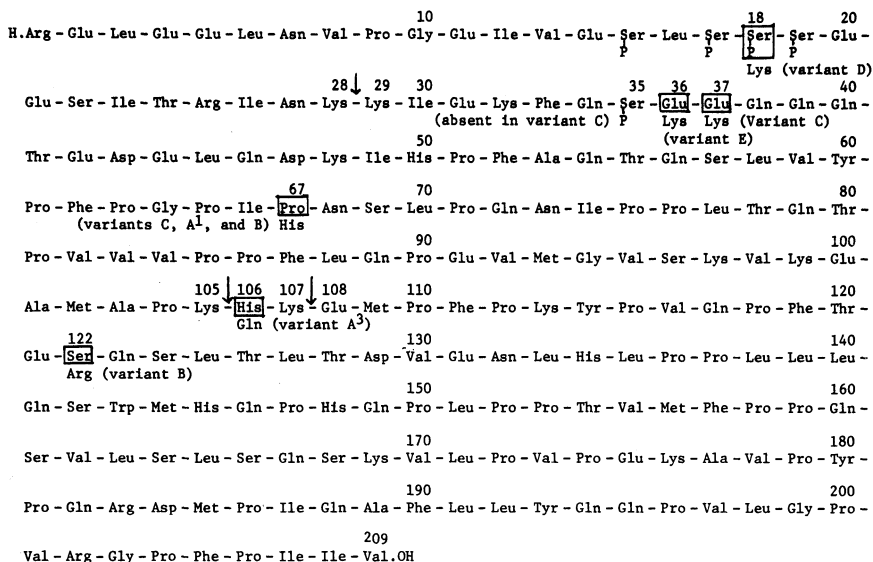 10 18 20
H.Arg - Glu - Leu - Glu - Glu - Leu - Asn - Val - Pro - Gly - Glu - Ile - Val - Glu - Ser - Leu - Ser - Ser - Ser - Glu -
P P P P
Lys (variant D)
28 29 30 35 36 37 40
Glu - Ser - Ile - Thr - Arg - Ile - Asn - Lys - Lys - Ile - Glu - Lys - Phe - Gln - Ser - Glu - Glu - Gln - Gln - Gln -
(absent in variant C) P Lys Lys (Variant C)
(variant E)
50 60
Thr - Glu - Asp - Glu - Leu - Gln - Asp - Lys - Ile - His - Pro - Phe - Ala - Gln - Thr - Gln - Ser - Leu - Val - Tyr -
67 70 80
Pro - Phe - Pro - Gly - Pro - Ile - Pro - Asn - Ser - Leu - Pro - Gln - Asn - Ile - Pro - Pro - Leu - Thr - Gln - Thr -
(variants C, A1, and B) His
90 100
Pro - Val - Val - Val - Pro - Pro - Phe - Leu - Gln - Pro - Glu - Val - Met - Gly - Val - Ser - Lys - Val - Lys - Glu -
105 106 107 108 110 120
Ala - Met - Ala - Pro - Lys - His - Lys - Glu - Met - Pro - Phe - Pro - Lys - Tyr - Pro - Val - Gln - Pro - Phe - Thr -
Gln (variant A3)
122 130 140
Glu - Ser - Gln - Ser - Leu - Thr - Leu - Thr - Asp - Val - Glu - Asn - Leu - His - Leu - Pro - Pro - Leu - Leu - Leu -
Arg (variant B)
150 160
Gln - Ser - Trp - Met - His - Gln - Pro - His - Gln - Pro - Leu - Pro - Pro - Thr - Val - Met - Phe - Pro - Pro - Gln -
170 180
Ser - Val - Leu - Ser - Leu - Ser - Gln - Ser - Lys - Val - Leu - Pro - Val - Pro - Glu - Lys - Ala - Val - Pro - Tyr -
190 200
Pro - Gln - Arg - Asp - Met - Pro - Ile - Gln - Ala - Phe - Leu - Leu - Tyr - Gln - Gln - Pro - Val - Leu - Gly - Pro -
209
Val - Arg - Gly - Pro - Phe - Pro - Ile - Ile - Val.OH